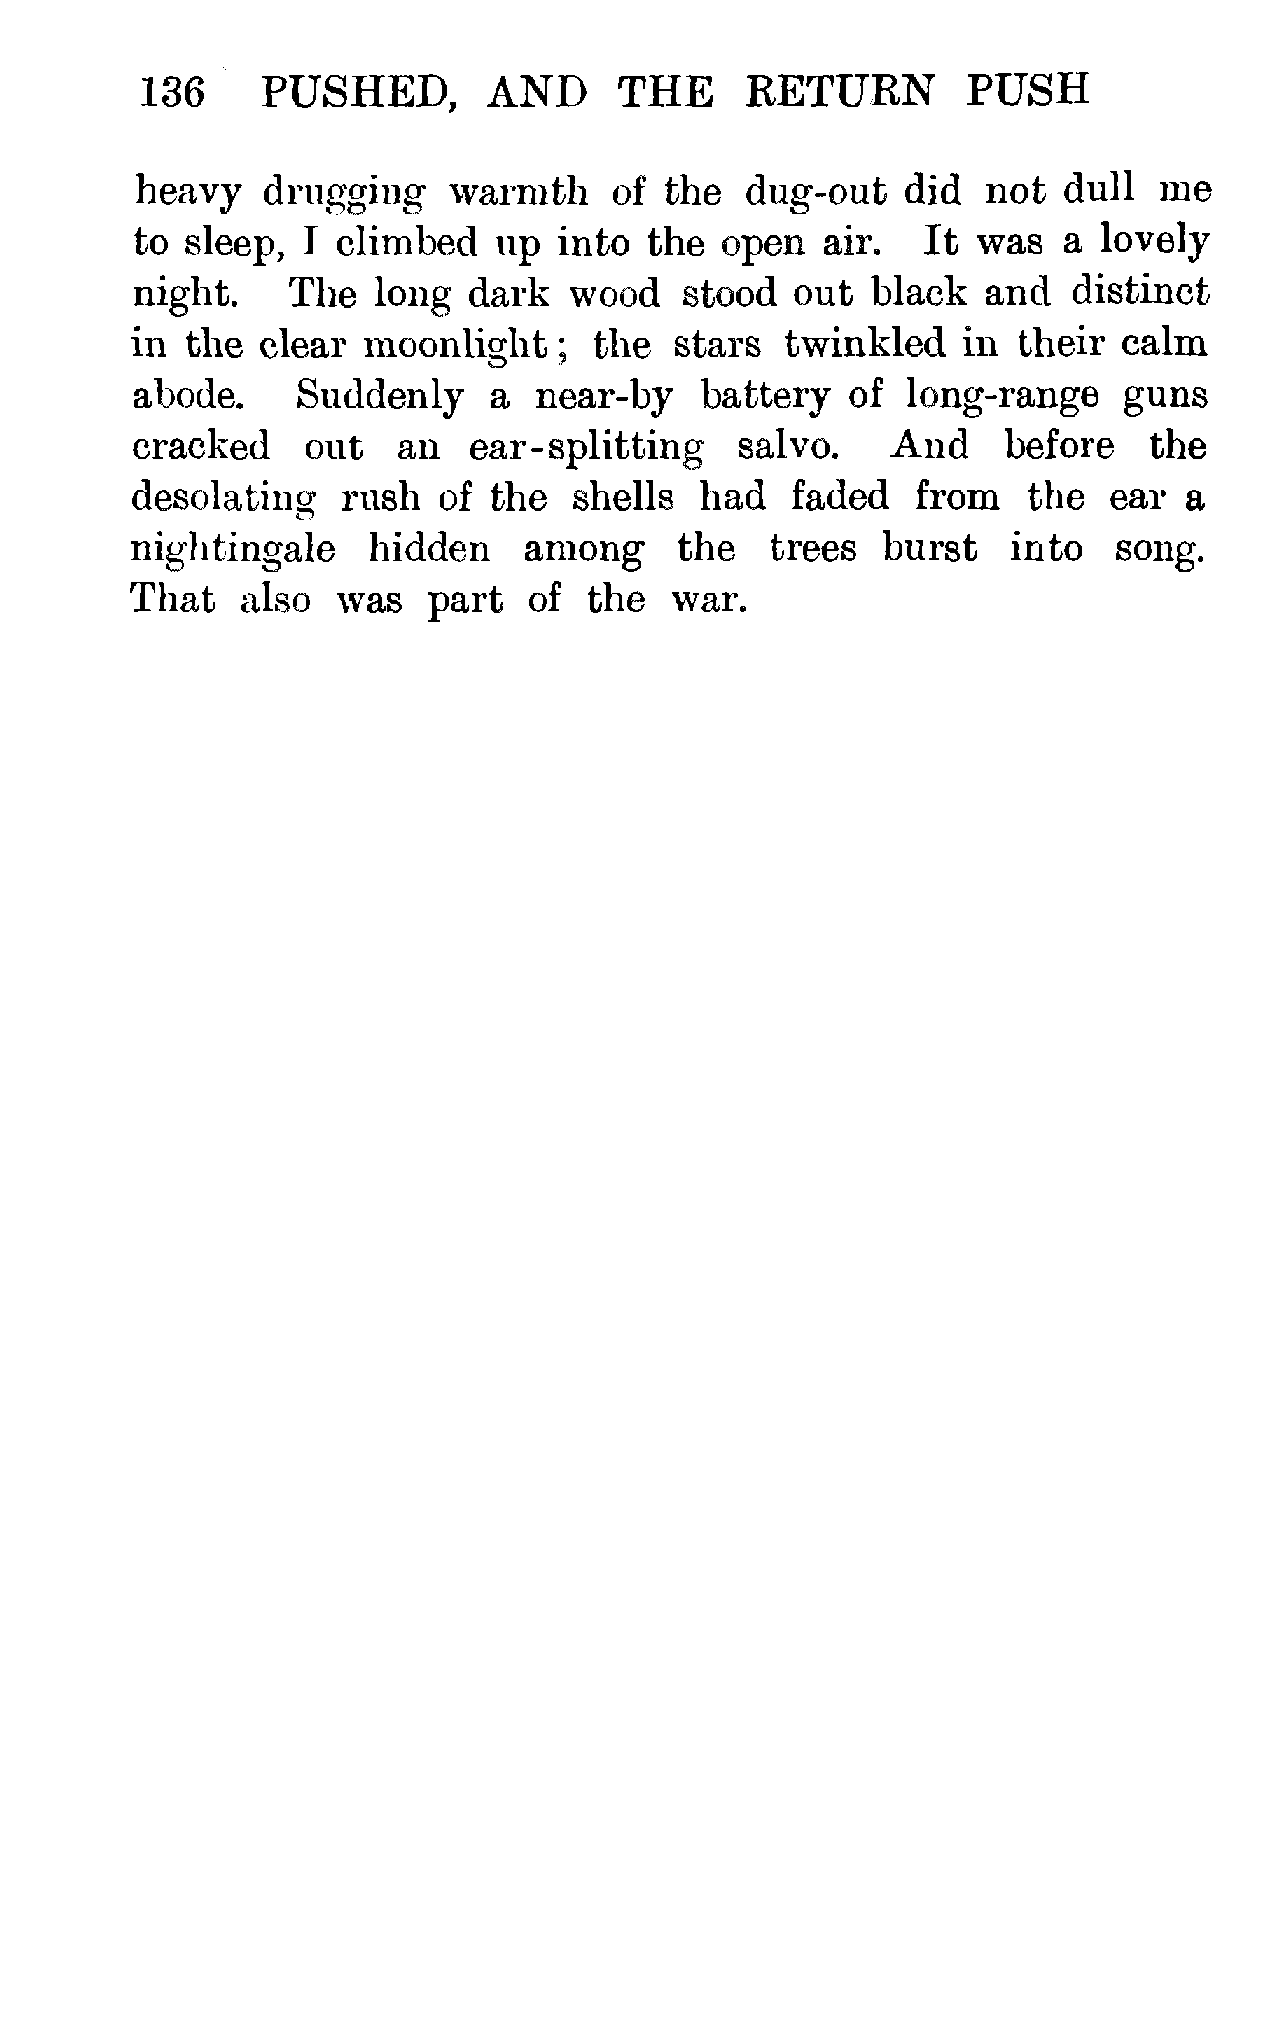 136 PUSHED, AND THE RETURN PUSH
heavy drugging warmth of the dug-out did not dull me
to sleep, I climbed up into the open air. It was a lovely
night. The long dark wood stood out black and distinct
in the clear moonlight; the stars twinkled in their calm
abode. Suddenly a near-by battery of long-range guns
cracked out an ear-splitting salvo. And before the
desolating rush of the shells had faded from the ear a
nightingale hidden among the trees burst into song.
That also was part of the war.